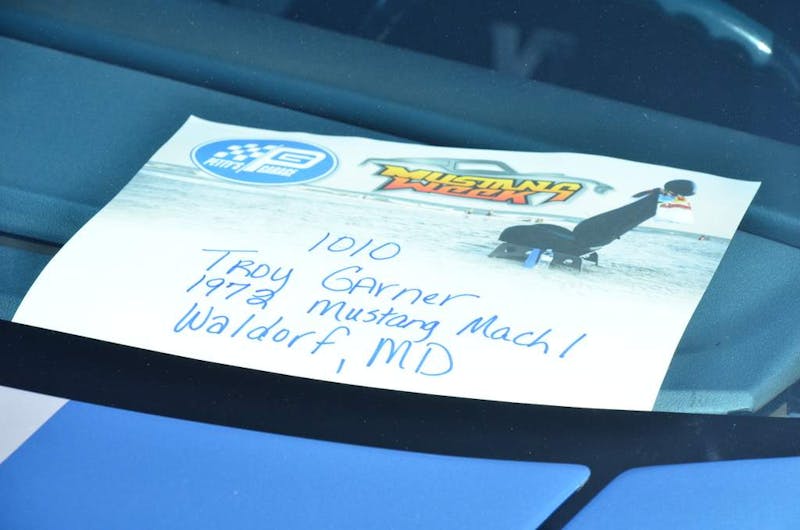 PETTY'S GARAGE
MUSTANG
WEEK
1010
TROY GArner
1972 Mustang Mach 1
Waldorf, MD